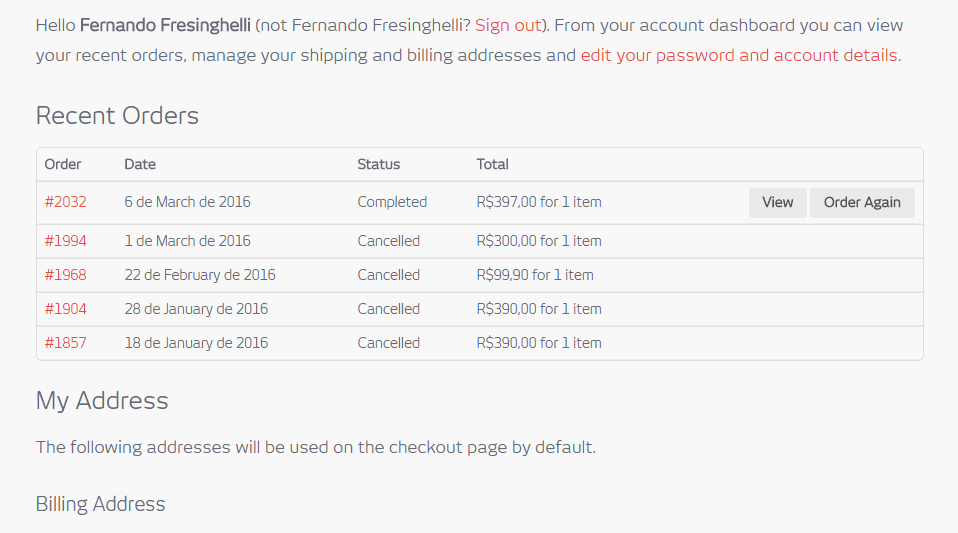 Hello Fernando Fresinghelli (not Fernando Fresinghelli? Sign out). From your account dashboard you can view
your recent orders, manage your shipping and billing addresses and edit your password and account details.
Recent Orders
Order Date Status Total
#2032 6 de March de 2016 Completed R$397,00 for 1 item View Order Again
#1994 1 de March de 2016 Cancelled R$300,00 for 1 item
#1968 22 de February de 2016 Cancelled R$99,90 for 1 item
#1904 28 de January de 2016 Cancelled R$390,00 for 1 item
#1857 18 de January de 2016 Cancelled R$390,00 for 1 item
My Address
The following addresses will be used on the checkout page by default.
Billing Address